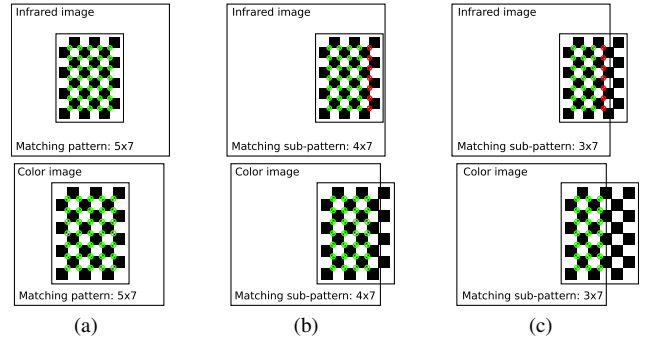 Infrared image
Infrared image
Infrared image
Matching pattern: 5x7
Matching sub-pattern: 4x7
Matching sub-pattern: 3x7
Color image
Color image
Color image
Matching pattern: 5x7
Matching sub-pattern: 4x7
Matching sub-pattern: 3x7
(a)
(b)
(c)